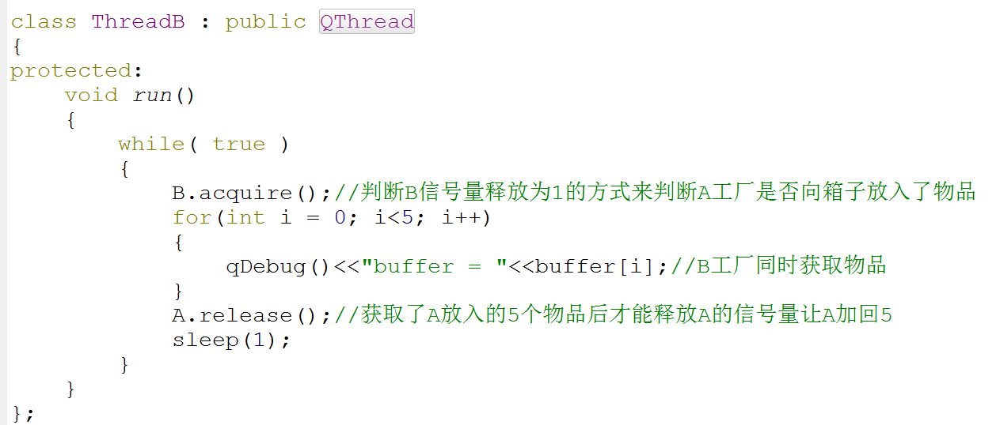 class ThreadB : public QThread
{
protected:
    void run()
    {
        while( true )
        {
            B.acquire();//判断B信号量释放为1的方式来判断A工厂是否向箱子放入了物品
            for(int i = 0; i<5; i++)
            {
                qDebug()<<"buffer = "<<buffer[i];//B工厂同时获取物品
            }
            A.release();//获取了A放入的5个物品后才能释放A的信号量让A加回5
            sleep(1);
        }
    }
};